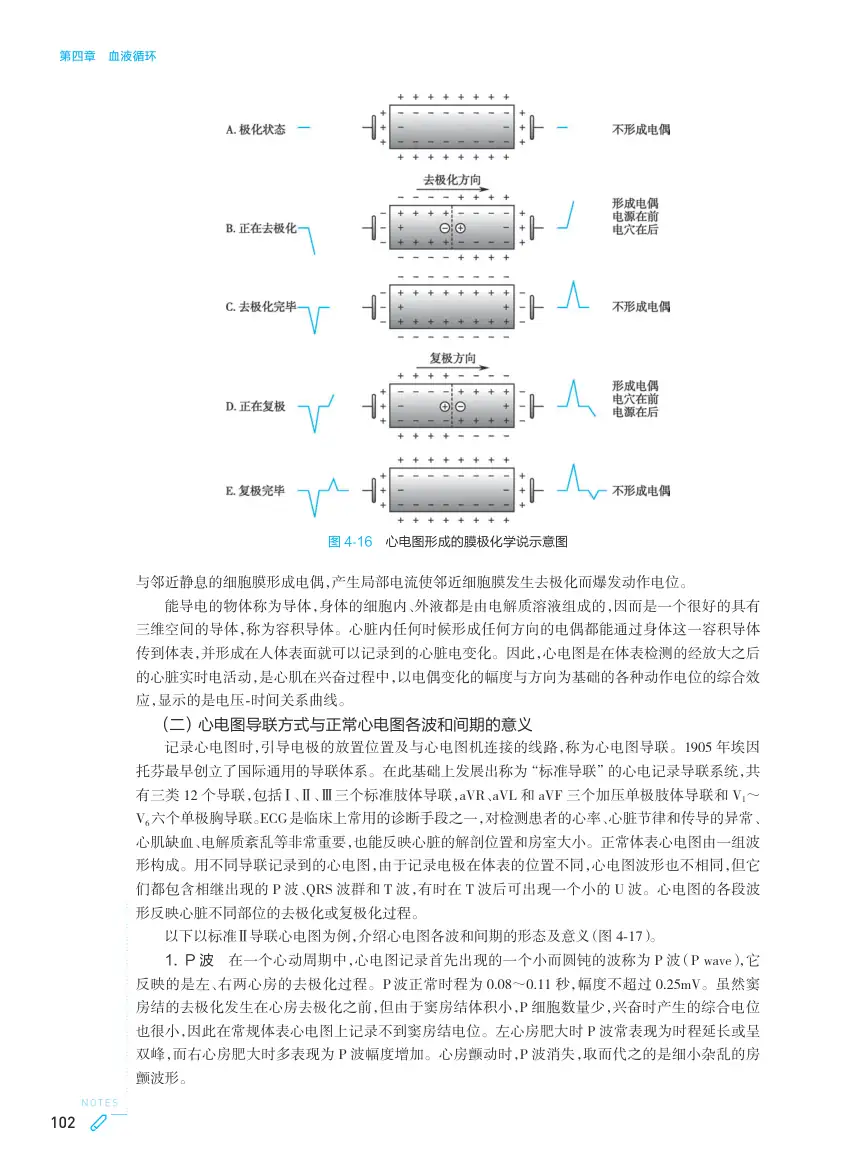 第四章　血液循环
+ + + + + + + +
A. 极化状态
不形成电偶
+ + + + + + + +
去极化方向
- - - - + + + +
B. 正在去极化
形成电偶
电源在前
电穴在后
- - - - + + + +
- - - - - - - -
C. 去极化完毕
不形成电偶
- - - - - - - -
复极方向
+ + + + - - - -
D. 正在复极
形成电偶
电穴在前
电源在后
+ + + + - - - -
+ + + + + + + +
E. 复极完毕
不形成电偶
+ + + + + + + +
图 4-16　心电图形成的膜极化学说示意图
与邻近静息的细胞膜形成电偶,产生局部电流使邻近细胞膜发生去极化而爆发动作电位。
能导电的物体称为导体,身体的细胞内、外液都是由电解质溶液组成的,因而是一个很好的具有
三维空间的导体,称为容积导体。心脏内任何时候形成任何方向的电偶都能通过身体这一容积导体
传到体表,并形成在人体表面就可以记录到的心脏电变化。因此,心电图是在体表检测的经放大之后
的心脏实时电活动,是心肌在兴奋过程中,以电偶变化的幅度与方向为基础的各种动作电位的综合效
应,显示的是电压-时间关系曲线。
（二）心电图导联方式与正常心电图各波和间期的意义
记录心电图时,引导电极的放置位置及与心电图机连接的线路,称为心电图导联。1905 年埃因
托芬最早创立了国际通用的导联体系。在此基础上发展出称为“标准导联”的心电记录导联系统,共
有三类 12 个导联,包括Ⅰ、Ⅱ、Ⅲ三个标准肢体导联,aVR、aVL 和 aVF 三个加压单极肢体导联和 V₁～
V₆六个单极胸导联。ECG是临床上常用的诊断手段之一,对检测患者的心率、心脏节律和传导的异常、
心肌缺血、电解质紊乱等非常重要,也能反映心脏的解剖位置和房室大小。正常体表心电图由一组波
形构成。用不同导联记录到的心电图,由于记录电极在体表的位置不同,心电图波形也不相同,但它
们都包含相继出现的 P 波、QRS 波群和 T 波,有时在 T 波后可出现一个小的 U 波。心电图的各段波
形反映心脏不同部位的去极化或复极化过程。
以下以标准Ⅱ导联心电图为例,介绍心电图各波和间期的形态及意义（图 4-17）。
1. P 波　在一个心动周期中,心电图记录首先出现的一个小而圆钝的波称为 P 波（P wave）,它
反映的是左、右两心房的去极化过程。P波正常时程为 0.08～0.11 秒,幅度不超过 0.25mV。虽然窦
房结的去极化发生在心房去极化之前,但由于窦房结体积小,P 细胞数量少,兴奋时产生的综合电位
也很小,因此在常规体表心电图上记录不到窦房结电位。左心房肥大时 P 波常表现为时程延长或呈
双峰,而右心房肥大时多表现为 P 波幅度增加。心房颤动时,P 波消失,取而代之的是细小杂乱的房
颤波形。
NOTES
102